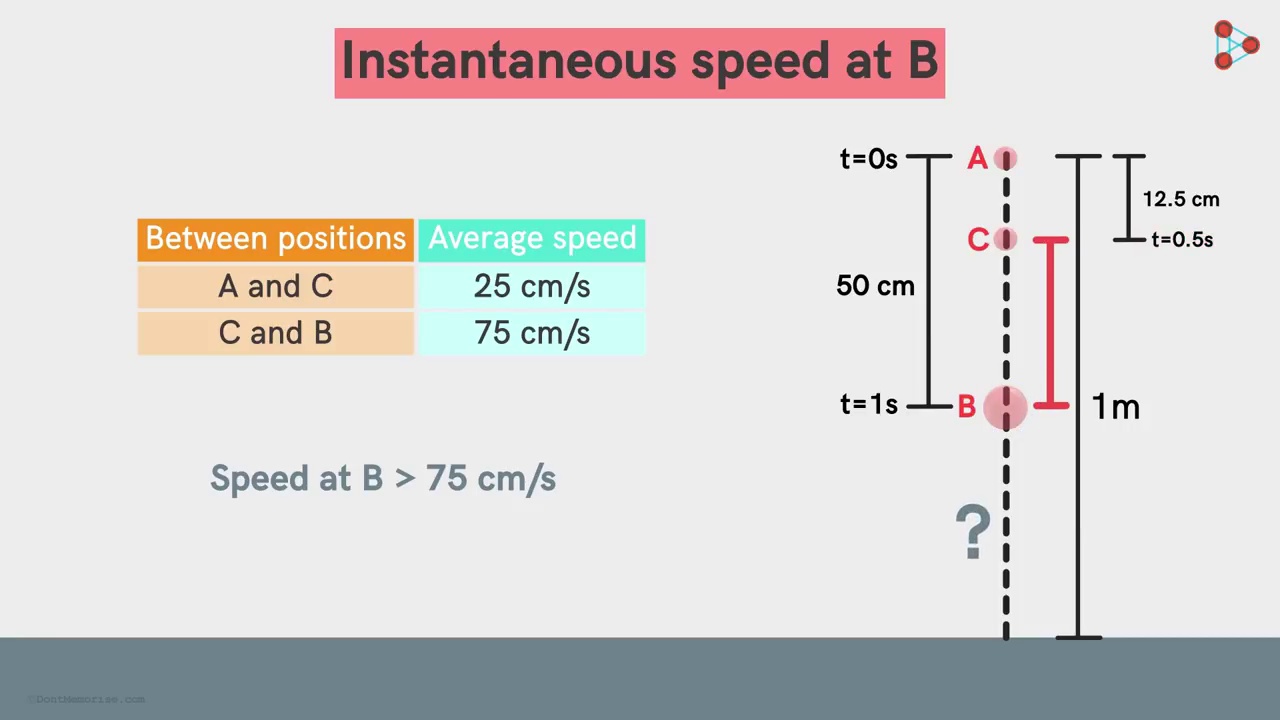 Instantaneous speed at B
Between positions Average speed
A and C 25 cm/s
C and B 75 cm/s
Speed at B > 75 cm/s
t=0s A
12.5 cm
C t=0.5s
50 cm
t=1s B 1m
?
©DontMemorise.com